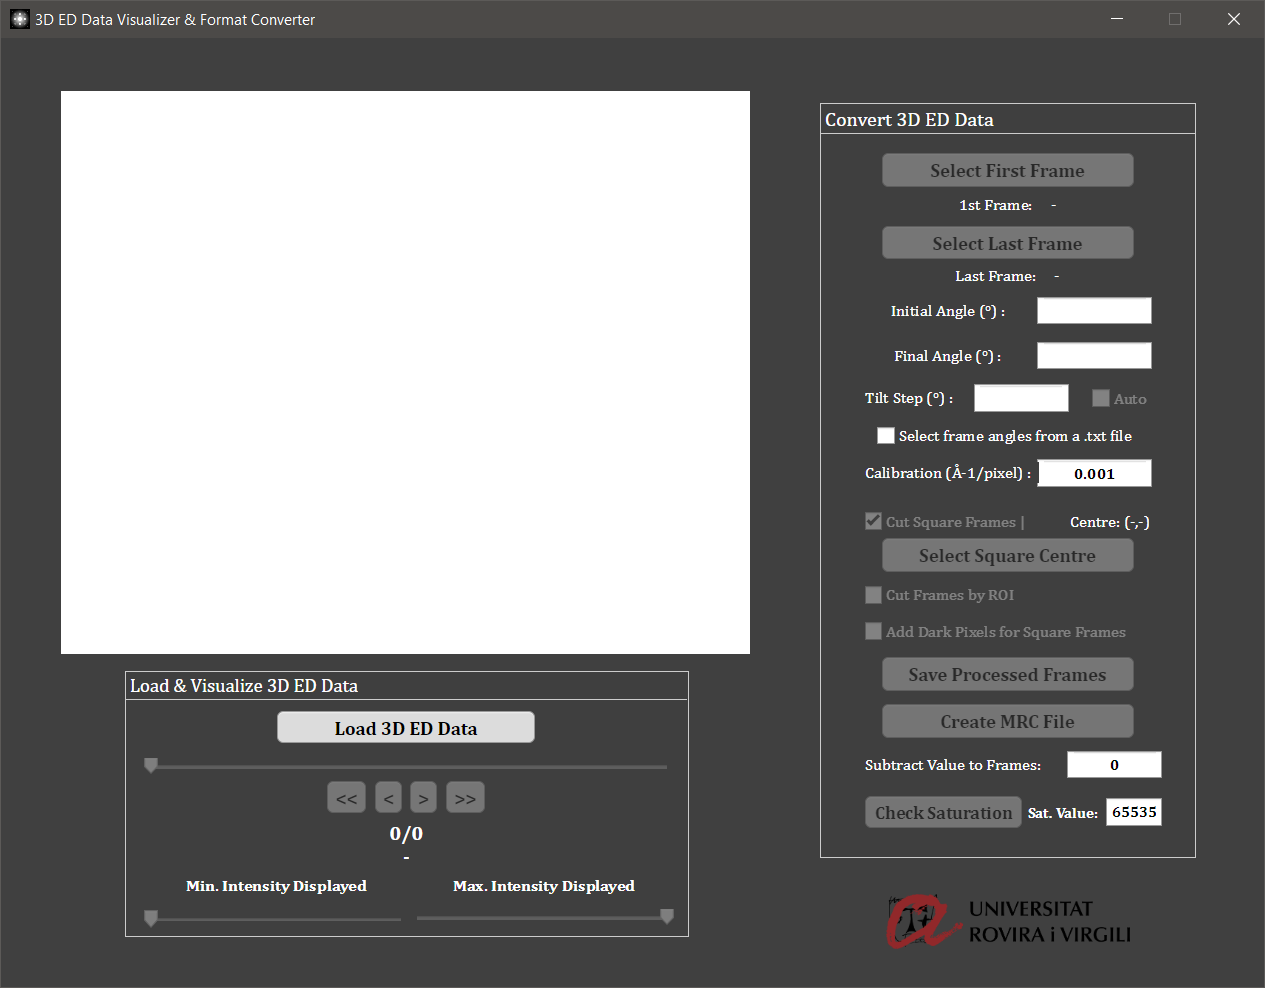 3D ED Data Visualizer & Format Converter
Convert 3D ED Data
Select First Frame
1st Frame: -
Select Last Frame
Last Frame: -
Initial Angle (º) :
Final Angle (º) :
Tilt Step (º) : Auto
Select frame angles from a .txt file
Calibration (Å-1/pixel) : 0.001
Cut Square Frames | Centre: (-,-)
Select Square Centre
Cut Frames by ROI
Add Dark Pixels for Square Frames
Save Processed Frames
Create MRC File
Subtract Value to Frames: 0
Check Saturation Sat. Value: 65535
Load & Visualize 3D ED Data
Load 3D ED Data
<< < > >>
0/0
-
Min. Intensity Displayed Max. Intensity Displayed
UNIVERSITAT
ROVIRA i VIRGILI